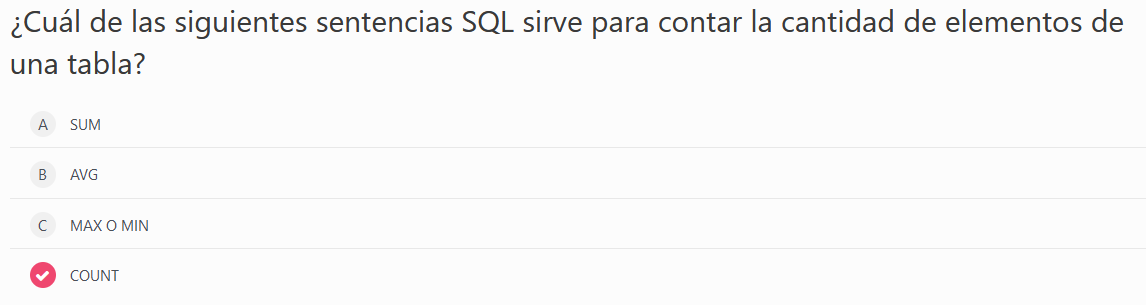 ¿Cuál de las siguientes sentencias SQL sirve para contar la cantidad de elementos de
una tabla?
A SUM
B AVG
C MAX O MIN
COUNT